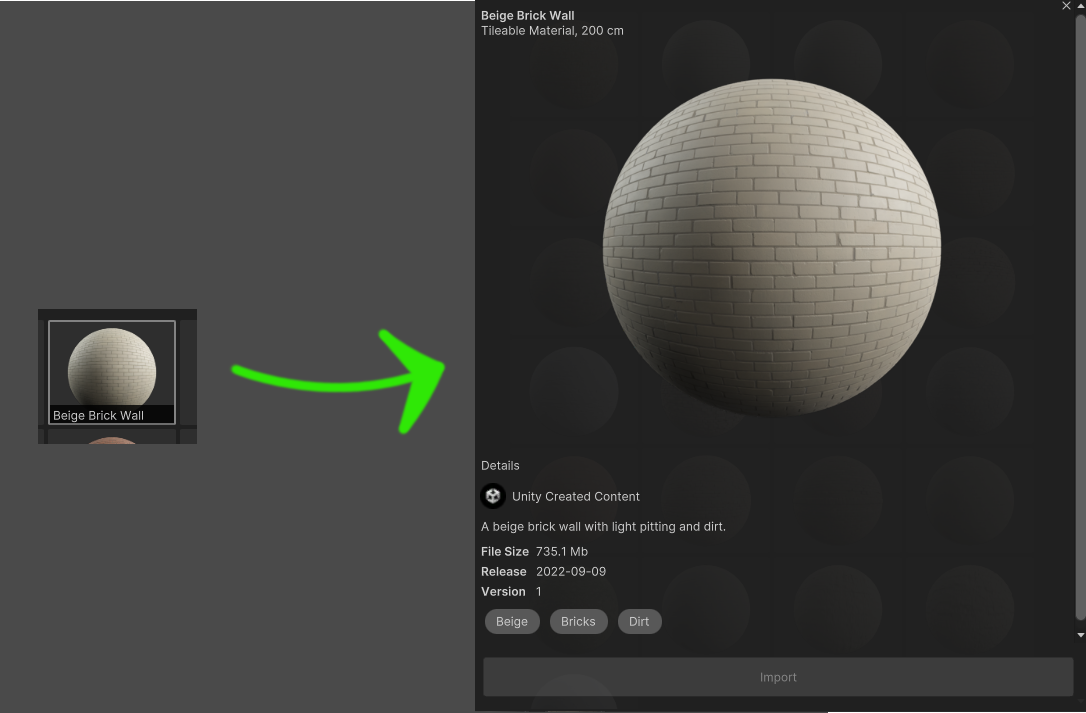 Beige Brick Wall
Beige Brick Wall
Tileable Material, 200 cm
Details
Unity Created Content
A beige brick wall with light pitting and dirt.
File Size 735.1 Mb
Release 2022-09-09
Version 1
Beige Bricks Dirt
Import